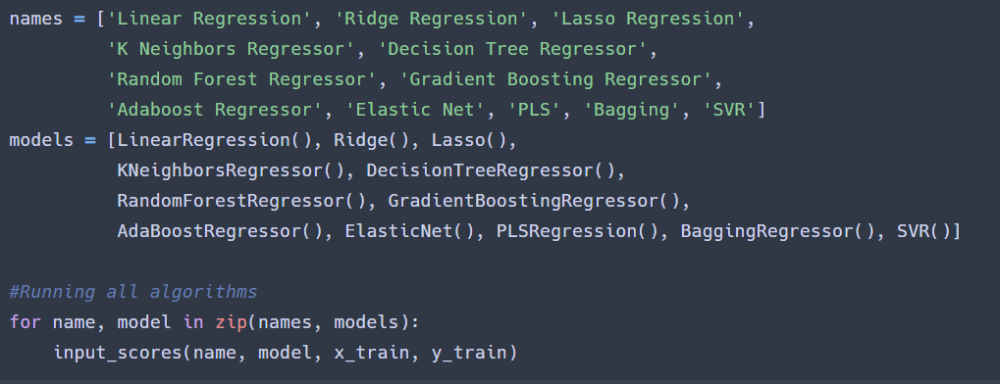 names = ['Linear Regression', 'Ridge Regression', 'Lasso Regression',
         'K Neighbors Regressor', 'Decision Tree Regressor',
         'Random Forest Regressor', 'Gradient Boosting Regressor',
         'Adaboost Regressor', 'Elastic Net', 'PLS', 'Bagging', 'SVR']
models = [LinearRegression(), Ridge(), Lasso(),
          KNeighborsRegressor(), DecisionTreeRegressor(),
          RandomForestRegressor(), GradientBoostingRegressor(),
          AdaBoostRegressor(), ElasticNet(), PLSRegression(), BaggingRegressor(), SVR()]

#Running all algorithms
for name, model in zip(names, models):
    input_scores(name, model, x_train, y_train)